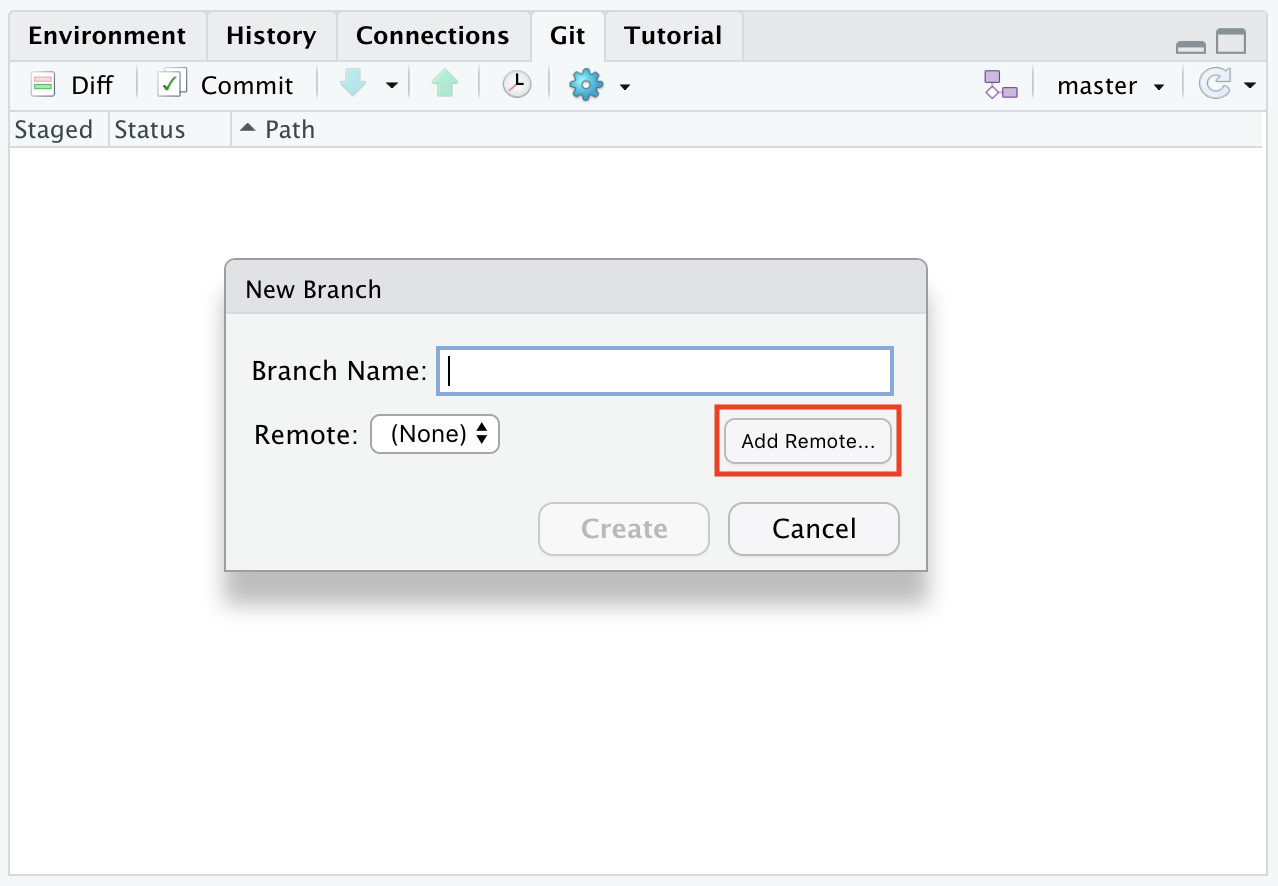 Environment History Connections Git Tutorial
Diff Commit master
Staged Status Path
New Branch
Branch Name:
Remote: (None) Add Remote...
Create Cancel